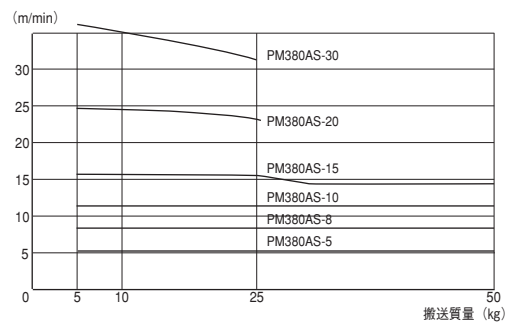 (m/min)
30
25
20
15
10
5
0
PM380AS-30
PM380AS-20
PM380AS-15
PM380AS-10
PM380AS-8
PM380AS-5
5 10 25 50
搬送質量 (kg)